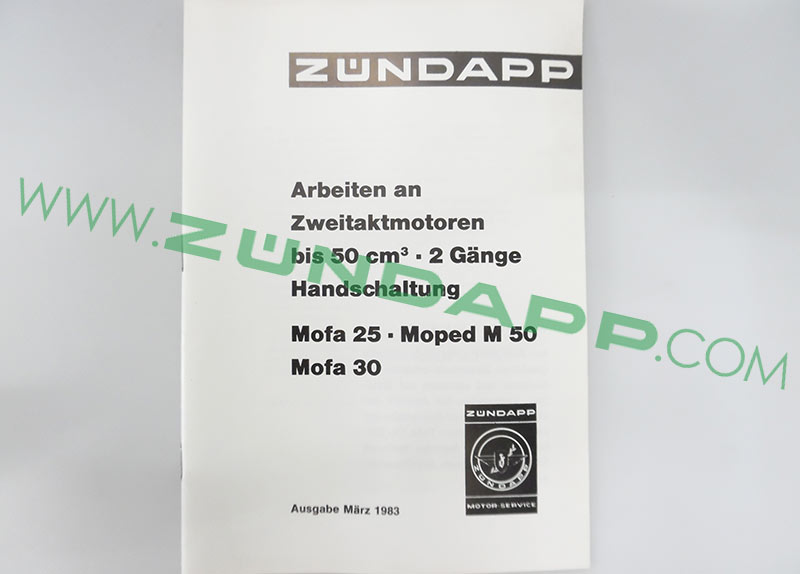 ZÜNDAPP
Arbeiten an
Zweitaktmotoren
bis 50 cm³ · 2 Gänge
Handschaltung
Mofa 25 · Moped M 50
Mofa 30
ZÜNDAPP
ZÜNDAPP
MOTOR-SERVICE
Ausgabe März 1983
WWW.ZÜNDAPP.COM